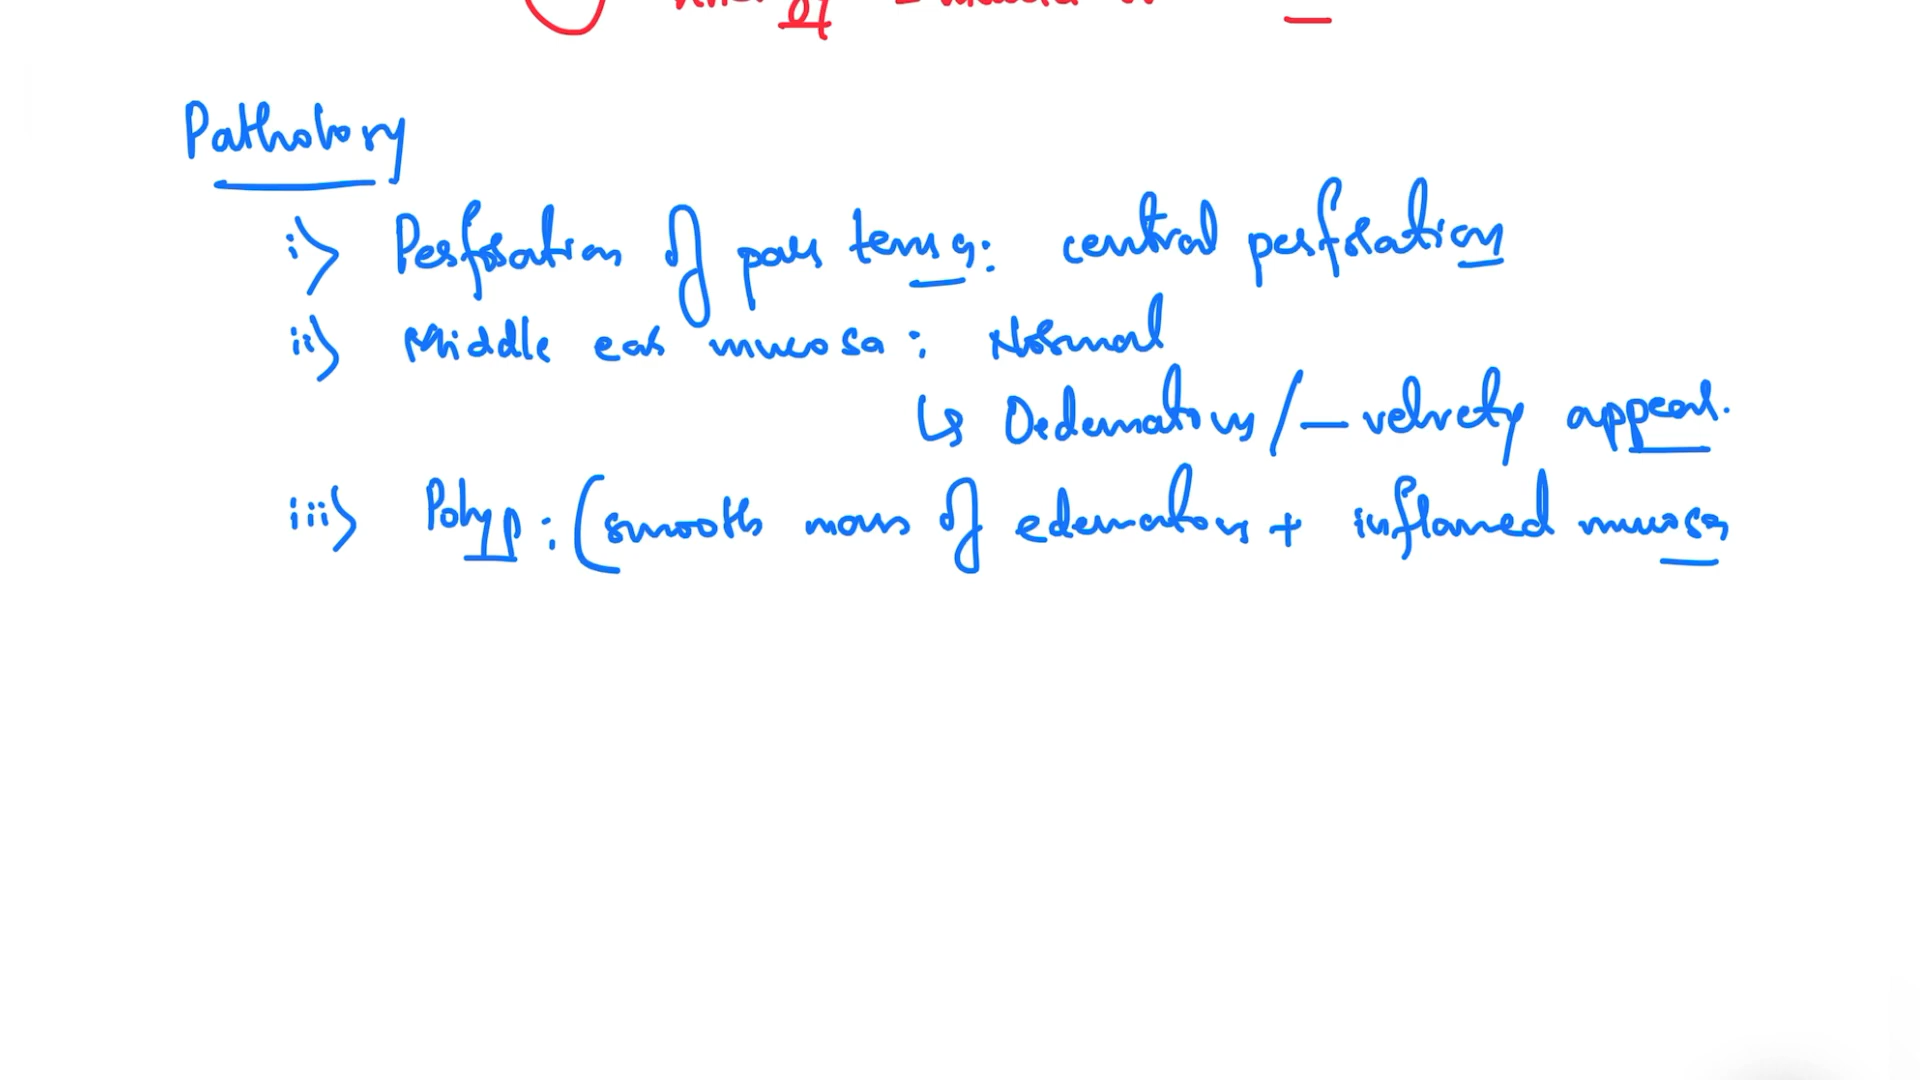 Pathology
i) Perforation of pars tensa: central perforation
ii) Middle ear mucosa: Normal
↳ Oedematous / – velvety appear.
iii) Polyp: (smooth mass of edematous + inflamed mucosa